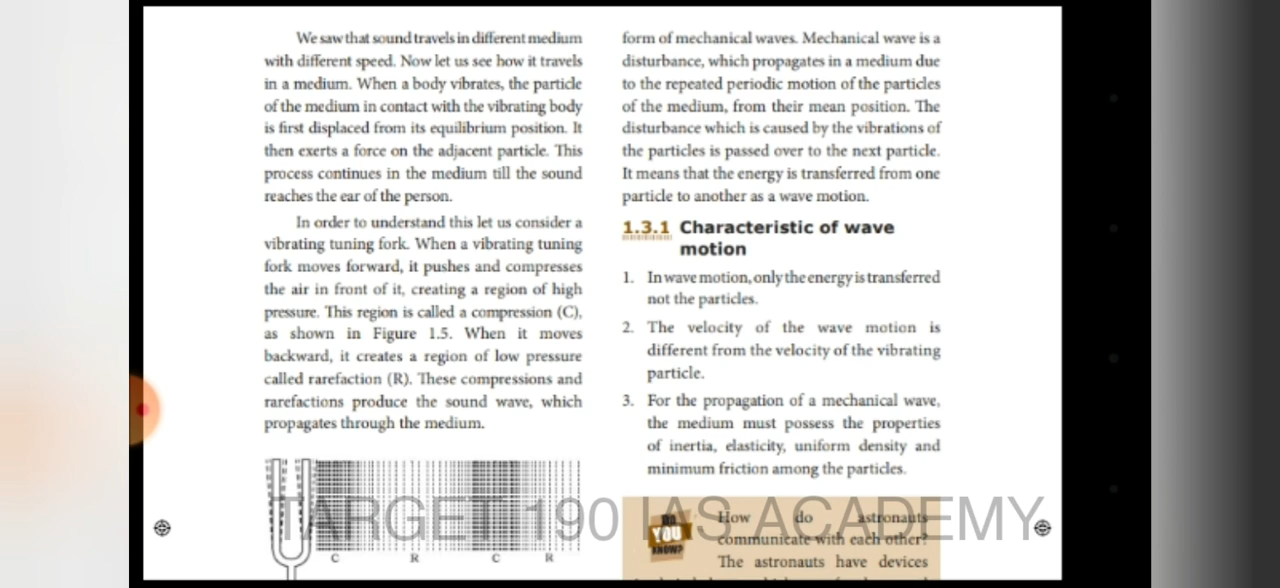 We saw that sound travels in different medium
with different speed. Now let us see how it travels
in a medium. When a body vibrates, the particle
of the medium in contact with the vibrating body
is first displaced from its equilibrium position. It
then exerts a force on the adjacent particle. This
process continues in the medium till the sound
reaches the ear of the person.
In order to understand this let us consider a
vibrating tuning fork. When a vibrating tuning
fork moves forward, it pushes and compresses
the air in front of it, creating a region of high
pressure. This region is called a compression (C),
as shown in Figure 1.5. When it moves
backward, it creates a region of low pressure
called rarefaction (R). These compressions and
rarefactions produce the sound wave, which
propagates through the medium.
C R C R
form of mechanical waves. Mechanical wave is a
disturbance, which propagates in a medium due
to the repeated periodic motion of the particles
of the medium, from their mean position. The
disturbance which is caused by the vibrations of
the particles is passed over to the next particle.
It means that the energy is transferred from one
particle to another as a wave motion.
1.3.1 Characteristic of wave
motion
1. In wave motion, only the energy is transferred
not the particles.
2. The velocity of the wave motion is
different from the velocity of the vibrating
particle.
3. For the propagation of a mechanical wave,
the medium must possess the properties
of inertia, elasticity, uniform density and
minimum friction among the particles.
DO
YOU
KNOW?
How do astronauts
communicate with each other?
The astronauts have devices
TARGET 190 IAS ACADEMY